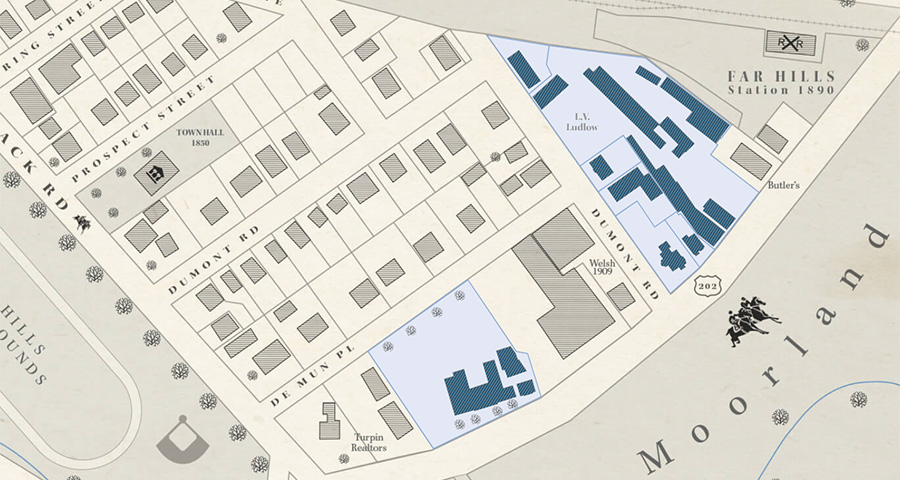 RING STREET
PROSPECT STREET
TOWN HALL
1850
ACK RD
DUMONT RD
HILLS
OUNDS
DE MUN PL
Turpin
Realtors
L.V.
Ludlow
R R
FAR HILLS
Station 1890
Butler's
DUMONT RD
Welsh
1909
202
Moorland